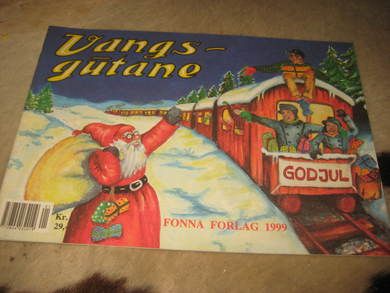 Vangs-
gutane
GODJUL
Kr.
29,-
FONNA FORLAG 1999